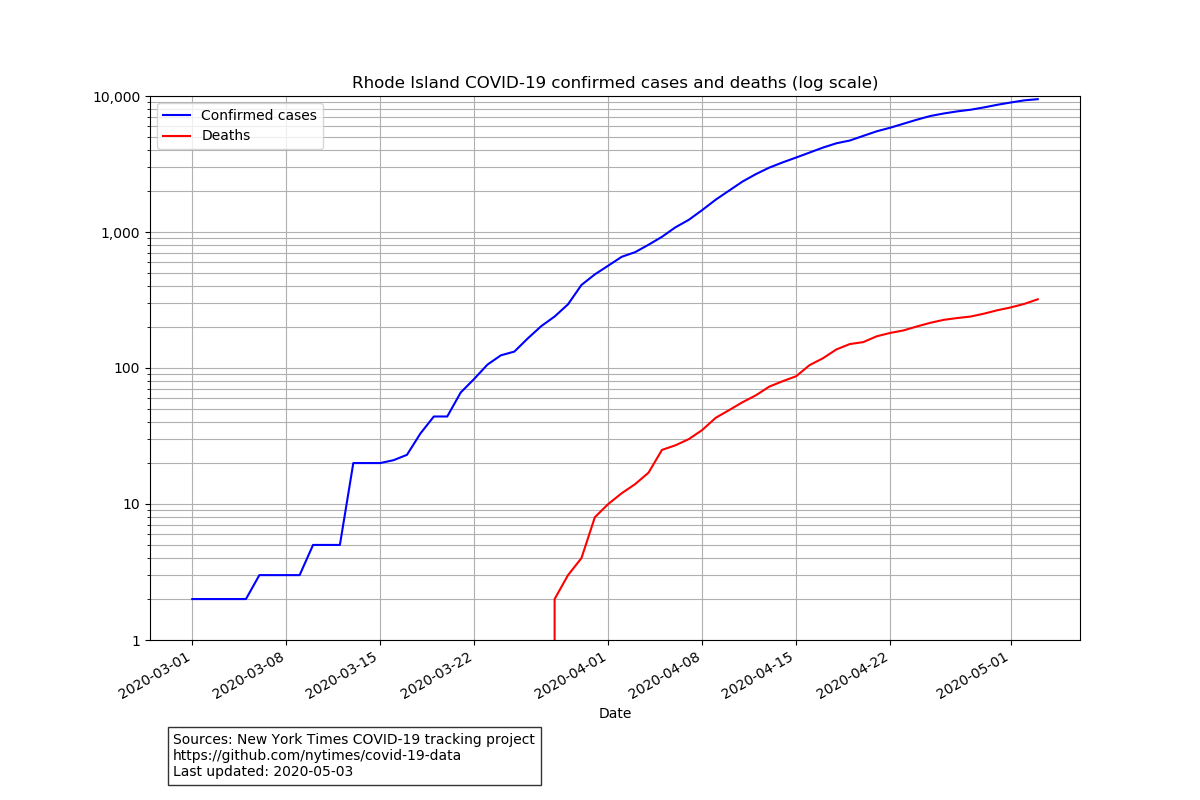 Rhode Island COVID-19 confirmed cases and deaths (log scale)
10,000
1,000
100
10
1
Confirmed cases
Deaths
2020-03-01
2020-03-08
2020-03-15
2020-03-22
2020-04-01
2020-04-08
2020-04-15
2020-04-22
2020-05-01
Date
Sources: New York Times COVID-19 tracking project
https://github.com/nytimes/covid-19-data
Last updated: 2020-05-03